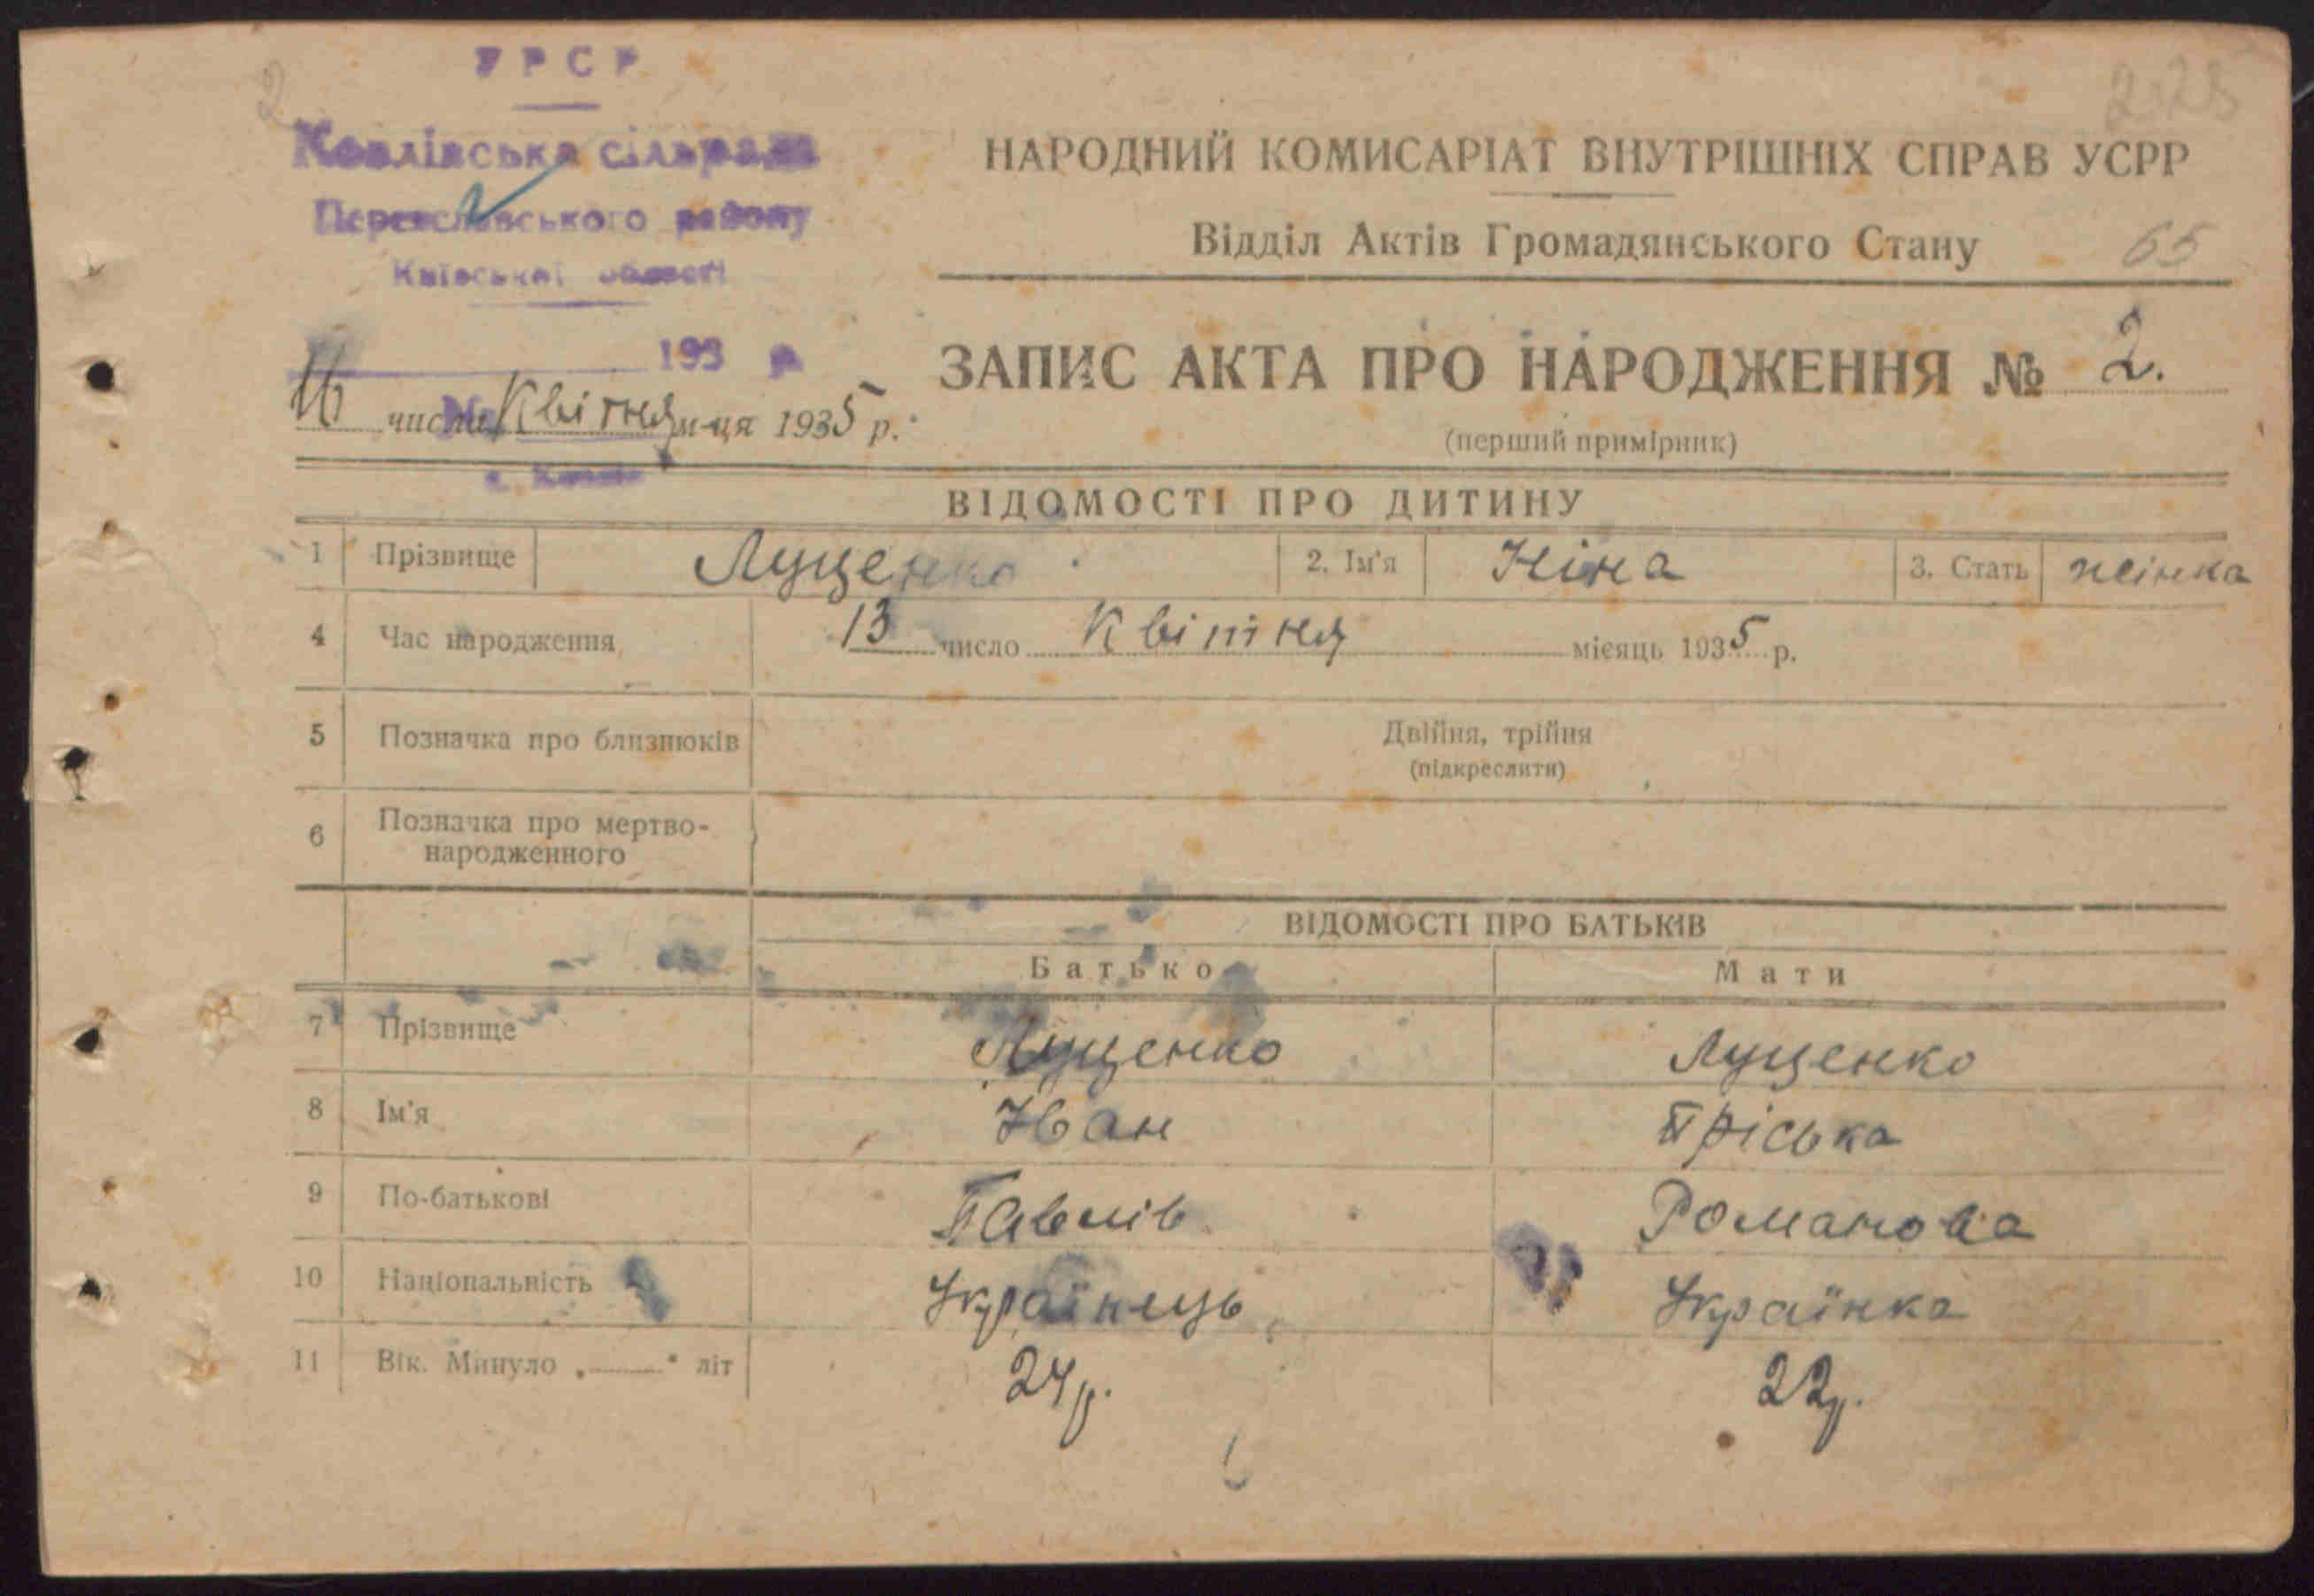 УРСР
Ковлівська сільрада
Переяславського району
Київської області
193 р
НАРОДНИЙ КОМИСАРІАТ ВНУТРІШНІХ СПРАВ УСРР
Відділ Актів Громадянського Стану 65
ЗАПИС АКТА ПРО НАРОДЖЕННЯ № 2.
(перший примірник)
16 числа Квітня м-ця 1935 р.
ВІДОМОСТІ ПРО ДИТИНУ
1 Прізвище Луценко 2. Ім'я Ніна 3. Стать жінка
4 Час народження 13 число Квітня місяць 1935 р.
5 Позначка про близнюків Двійня, трійня
(підкреслити)
6 Позначка про мертво-
народженного
ВІДОМОСТІ ПРО БАТЬКІВ
Батько Мати
7 Прізвище Луценко Луценко
8 Ім'я Іван Пріська
9 По-батькові Павлів Романова
10 Національність Українець Українка
11 Вік. Минуло „ " літ 24 р. 22 р.